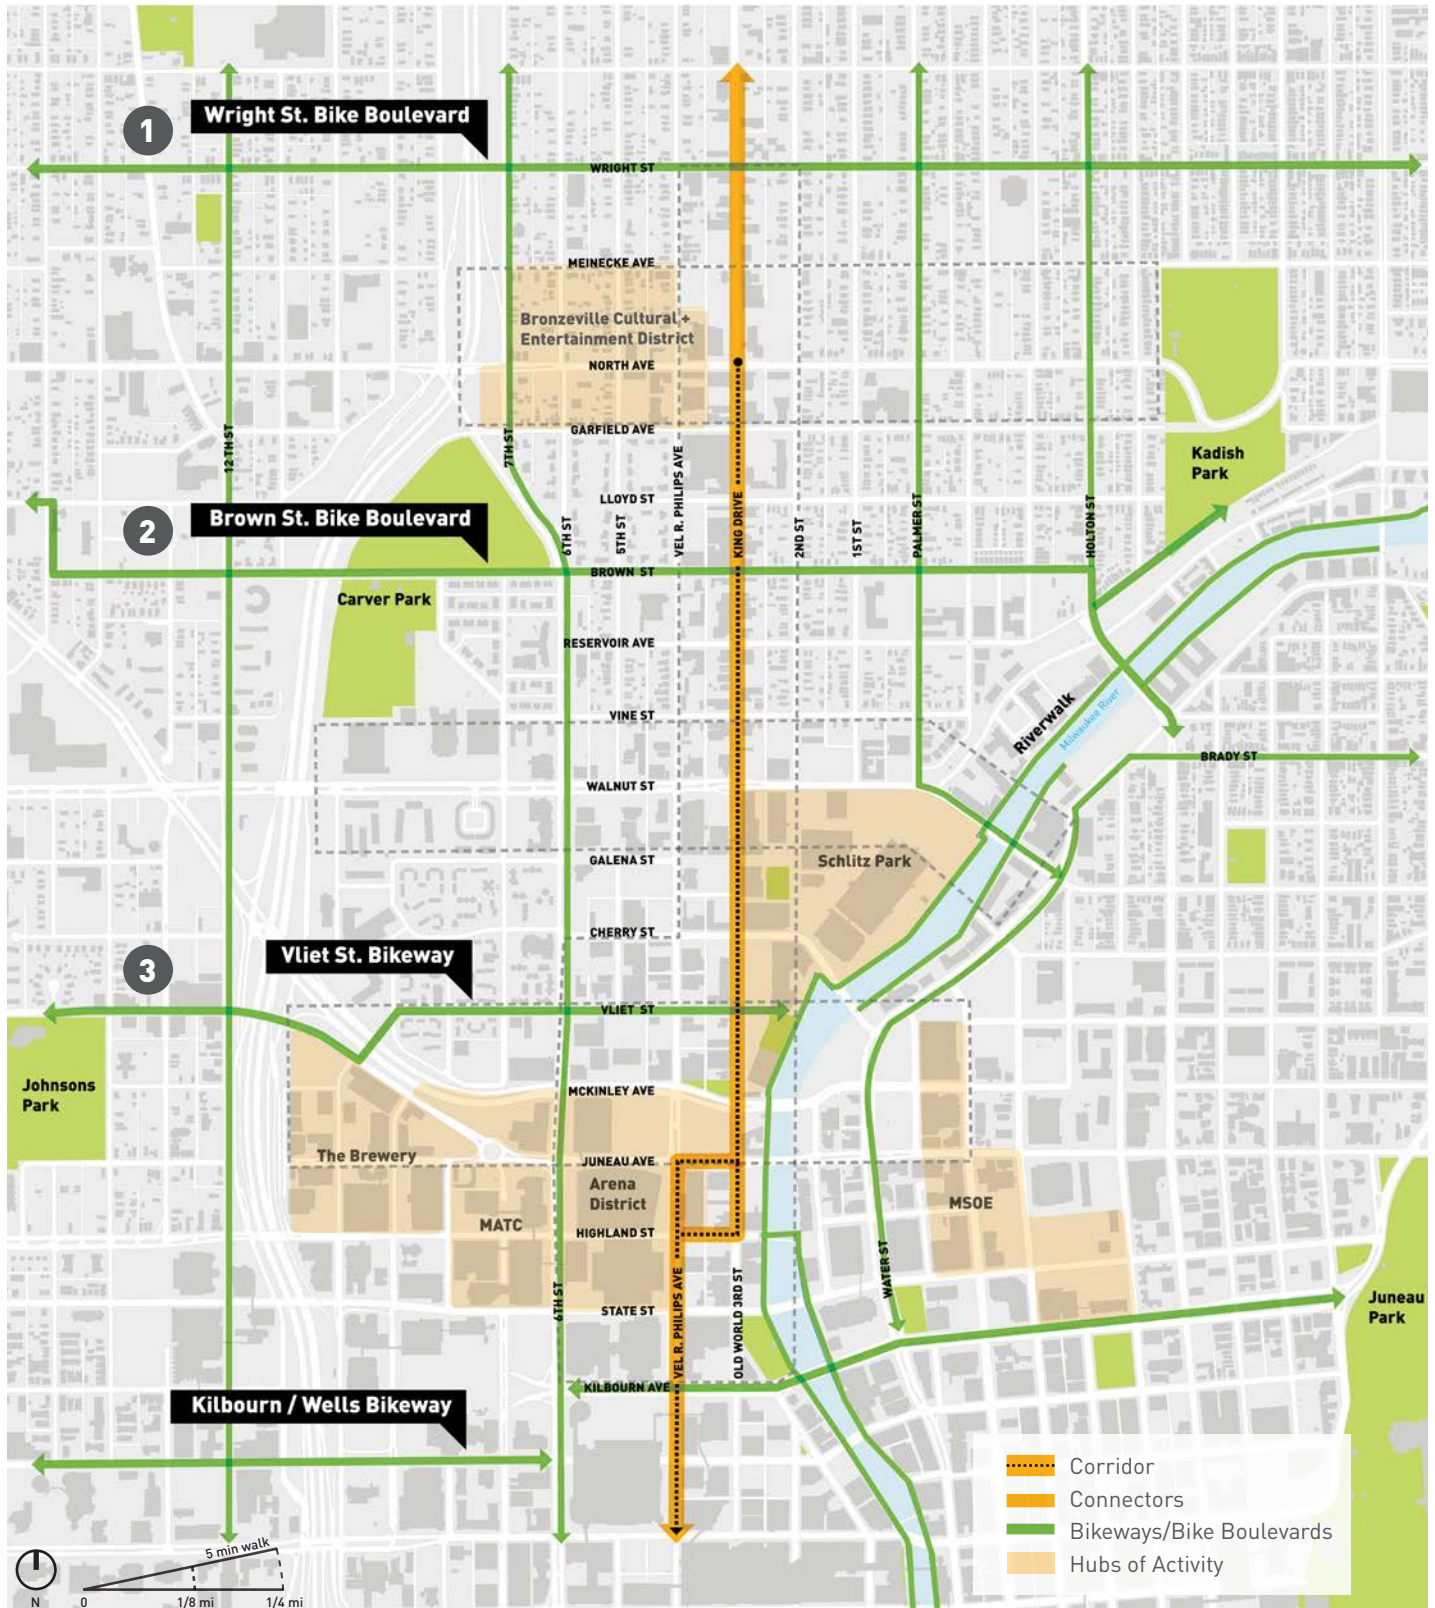 1
Wright St. Bike Boulevard
WRIGHT ST
MEINECKE AVE
Bronzeville Cultural +
Entertainment District
NORTH AVE
GARFIELD AVE
12 TH ST
7TH ST
Kadish
Park
LLOYD ST
2
Brown St. Bike Boulevard
6TH ST
5TH ST
VEL R. PHILIPS AVE
KING DRIVE
2ND ST
1ST ST
PALMER ST
HOLTON ST
BROWN ST
Carver Park
RESERVOIR AVE
VINE ST
Riverwalk
Milwaukee River
BRADY ST
WALNUT ST
GALENA ST
Schlitz Park
CHERRY ST
3
Vliet St. Bikeway
VLIET ST
Johnsons
Park
MCKINLEY AVE
The Brewery
JUNEAU AVE
Arena
District
MATC
HIGHLAND ST
MSOE
WATER ST
6TH ST
STATE ST
VEL R. PHILIPS AVE
OLD WORLD 3RD ST
Juneau
Park
KILBOURN AVE
Kilbourn / Wells Bikeway
Corridor
Connectors
Bikeways/Bike Boulevards
Hubs of Activity
5 min walk
N
0
1/8 mi
1/4 mi